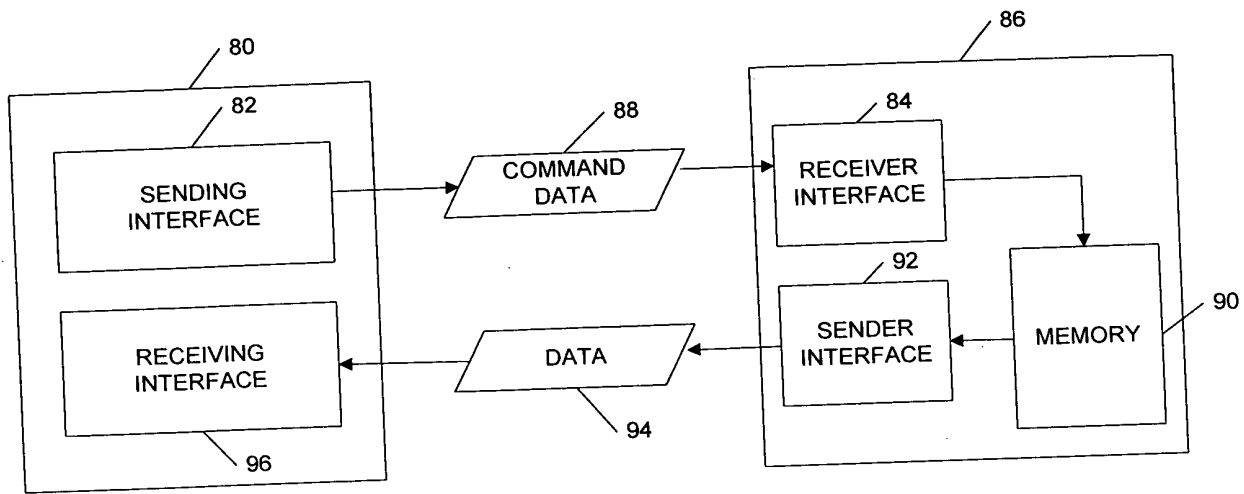 80
86
82
88
84
SENDING
INTERFACE
COMMAND
DATA
RECEIVER
INTERFACE
92
90
RECEIVING
INTERFACE
DATA
SENDER
INTERFACE
MEMORY
94
96